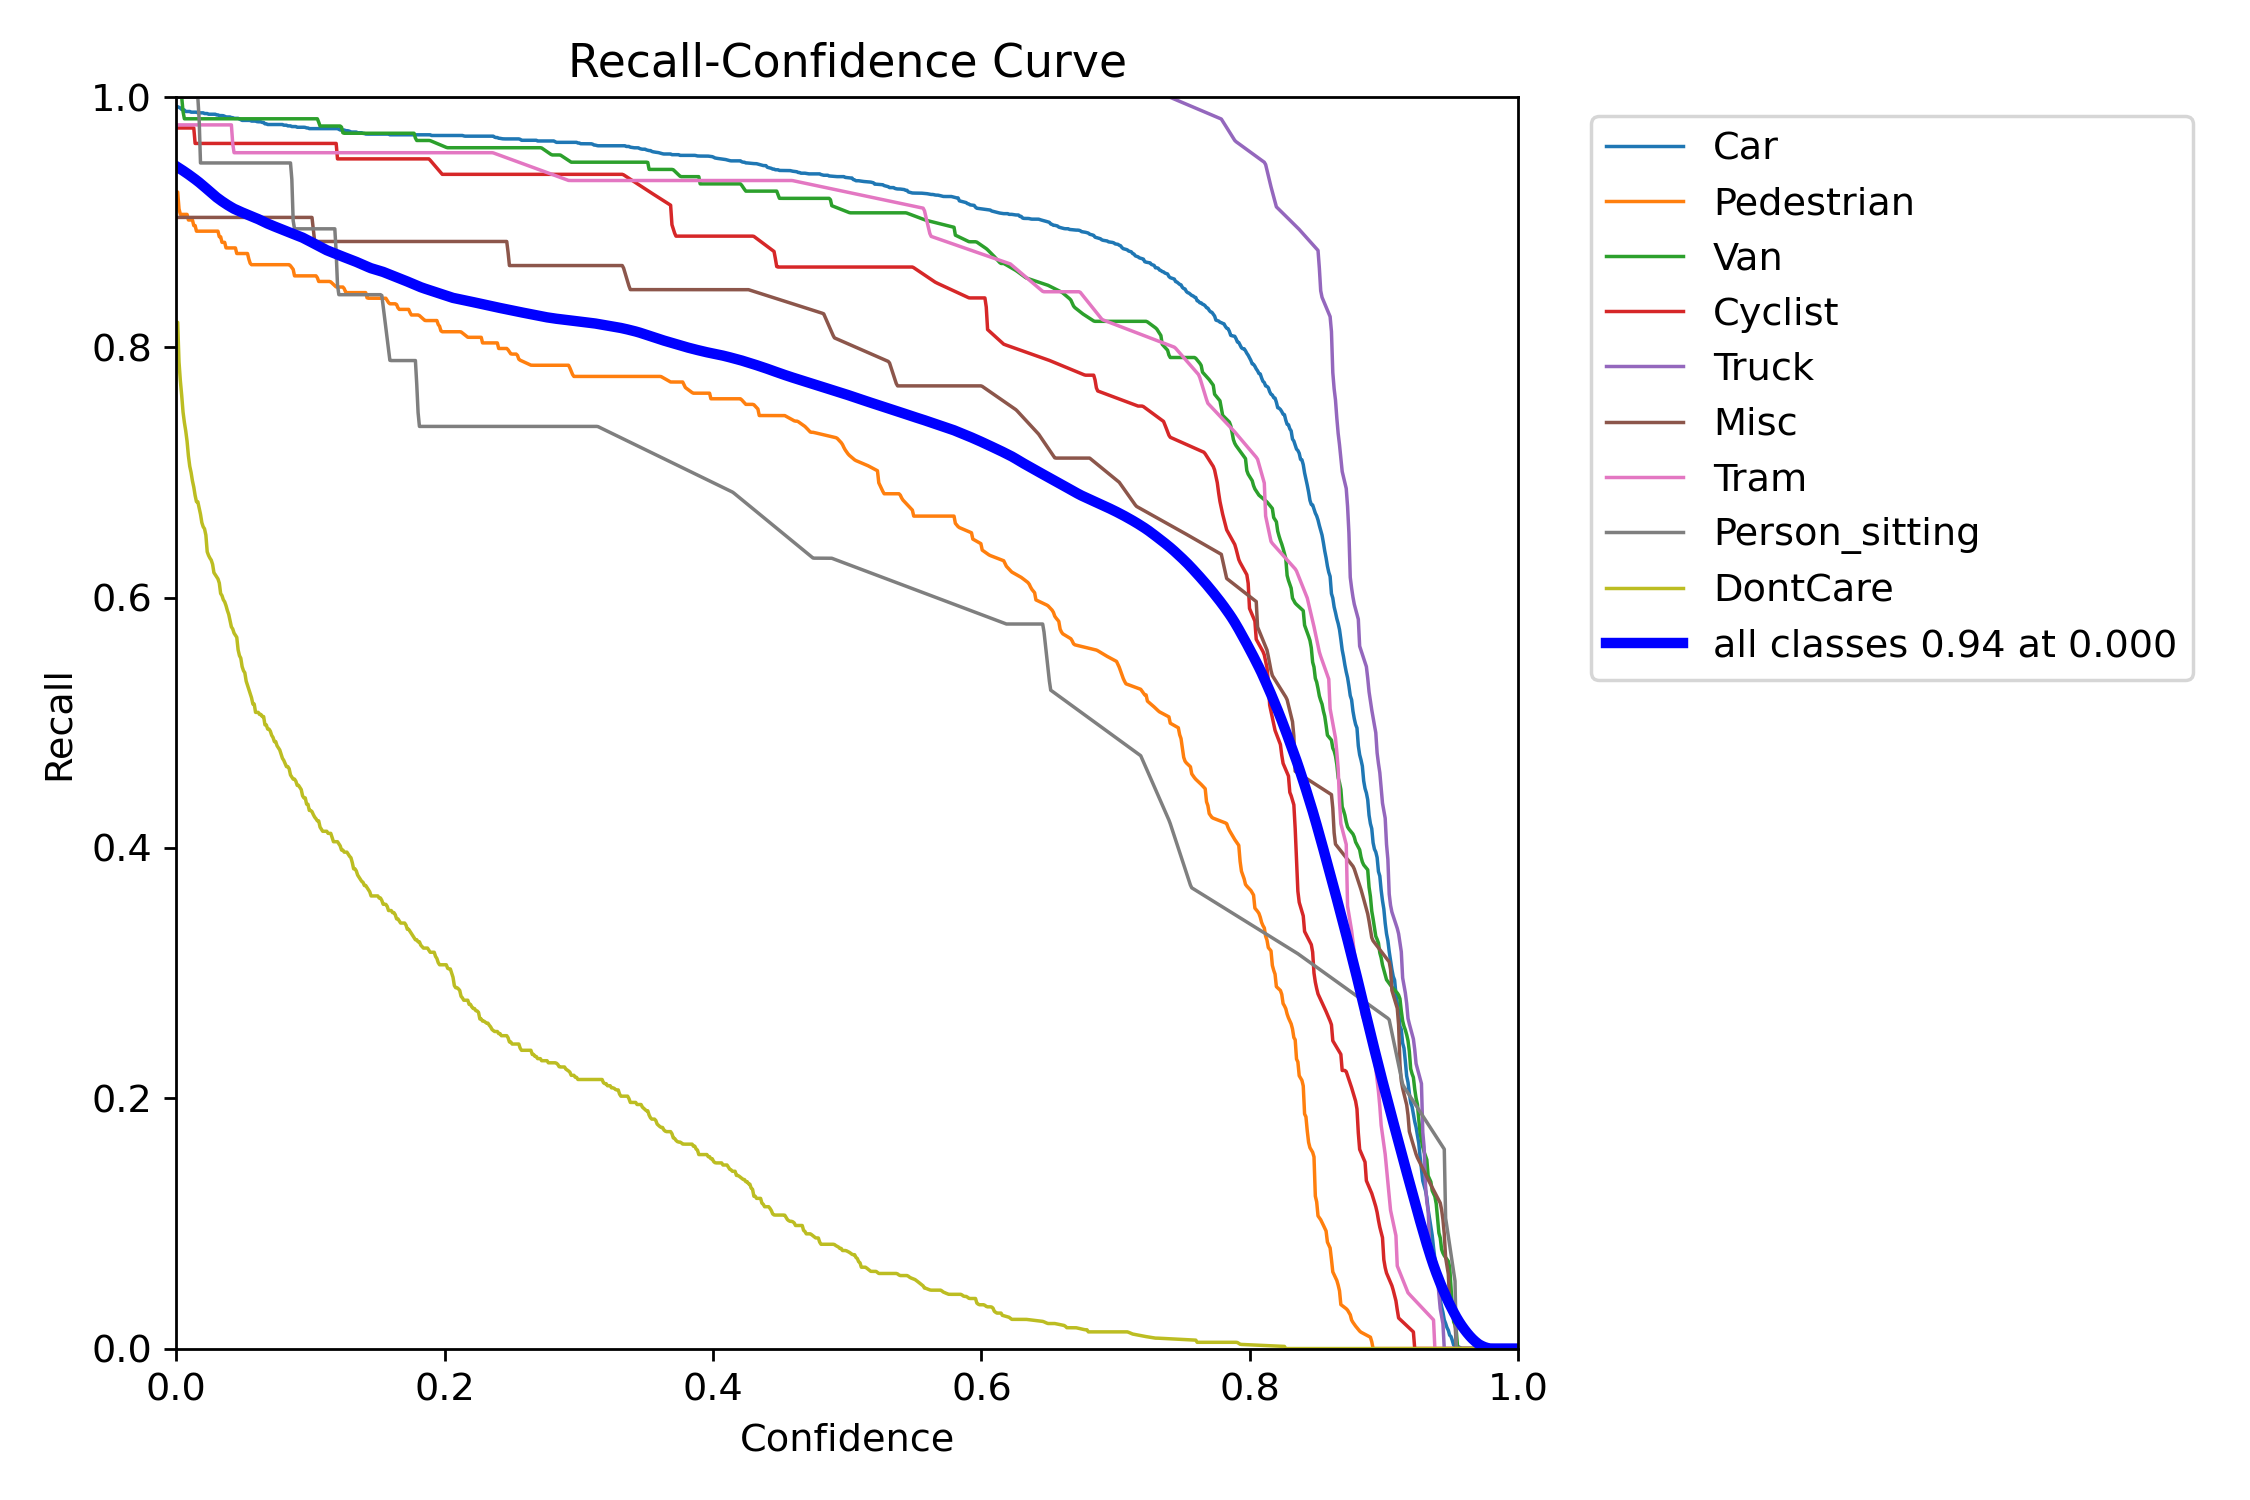 Recall-Confidence Curve
1.0
0.8
0.6
0.4
0.2
0.0
Recall
0.0 0.2 0.4 0.6 0.8 1.0
Confidence
Car
Pedestrian
Van
Cyclist
Truck
Misc
Tram
Person_sitting
DontCare
all classes 0.94 at 0.000